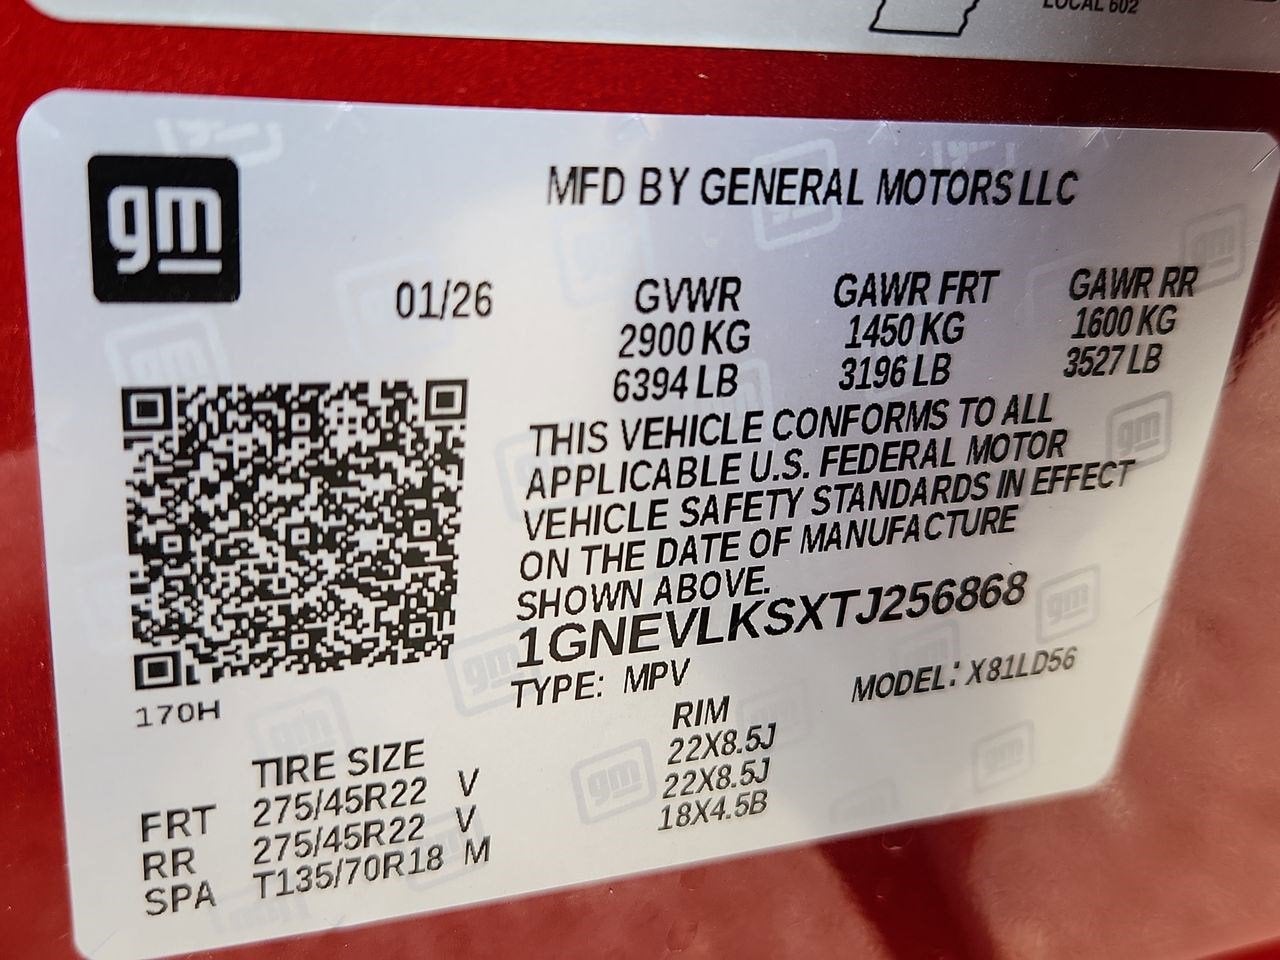 LOCAL 602
gm
MFD BY GENERAL MOTORS LLC
01/26
GVWR GAWR FRT GAWR RR
2900 KG 1450 KG 1600 KG
6394 LB 3196 LB 3527 LB
THIS VEHICLE CONFORMS TO ALL
APPLICABLE U.S. FEDERAL MOTOR
VEHICLE SAFETY STANDARDS IN EFFECT
ON THE DATE OF MANUFACTURE
SHOWN ABOVE.
1GNEVLKSXTJ256868
TYPE: MPV MODEL: X81LD56
170H
TIRE SIZE RIM
FRT 275/45R22 V 22X8.5J
RR 275/45R22 V 22X8.5J
SPA T135/70R18 M 18X4.5B